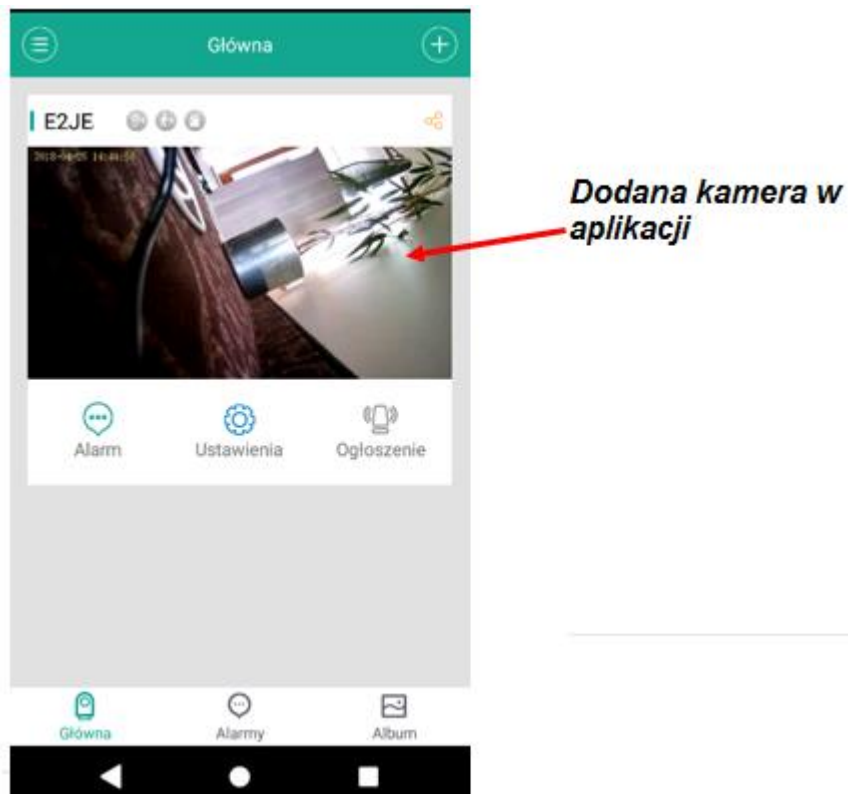 Główna
E2JE
Dodana kamera w
aplikacji
Alarm
Ustawienia
Ogłoszenie
Główna
Alarmy
Album